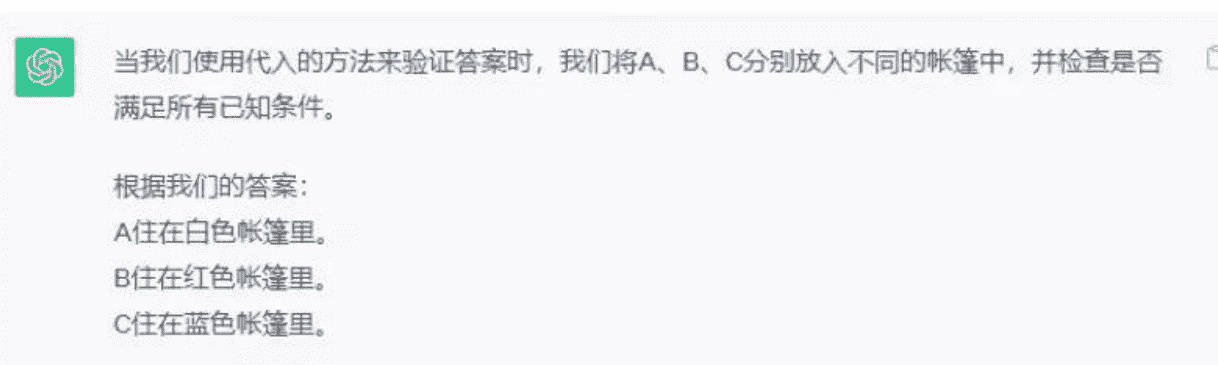 当我们使用代入的方法来验证答案时，我们将A、B、C分别放入不同的帐篷中，并检查是否
满足所有已知条件。
根据我们的答案：
A住在白色帐篷里。
B住在红色帐篷里。
C住在蓝色帐篷里。